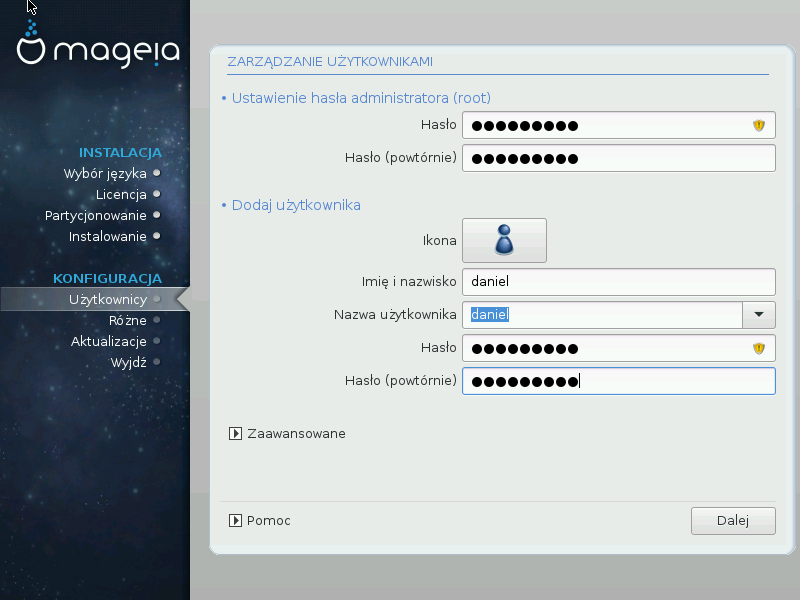 mageia
INSTALACJA
Wybór języka
Licencja
Partycjonowanie
Instalowanie
KONFIGURACJA
Użytkownicy
Różne
Aktualizacje
Wyjdź
ZARZĄDZANIE UŻYTKOWNIKAMI
• Ustawienie hasła administratora (root)
Hasło ●●●●●●●●●
Hasło (powtórnie) ●●●●●●●●●
• Dodaj użytkownika
Ikona
Imię i nazwisko daniel
Nazwa użytkownika daniel
Hasło ●●●●●●●●●
Hasło (powtórnie) ●●●●●●●●●
Zaawansowane
Pomoc
Dalej